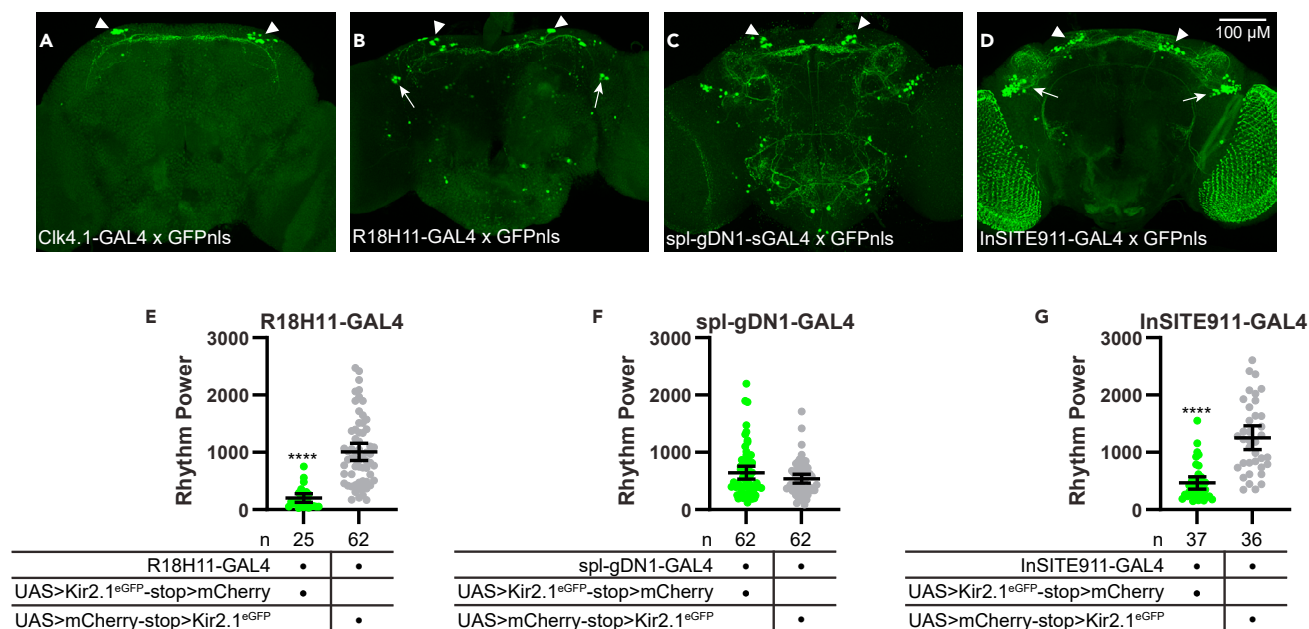 A
B
C
D
100 µM
Clk4.1-GAL4 x GFPnls
R18H11-GAL4 x GFPnls
spl-gDN1-sGAL4 x GFPnls
InSITE911-GAL4 x GFPnls
E
R18H11-GAL4
Rhythm Power
3000
2000
1000
0
****
n 25 62
R18H11-GAL4 • •
UAS>Kir2.1eGFP-stop>mCherry •
UAS>mCherry-stop>Kir2.1eGFP •
F
spl-gDN1-GAL4
Rhythm Power
3000
2000
1000
0
n 62 62
spl-gDN1-GAL4 • •
UAS>Kir2.1eGFP-stop>mCherry •
UAS>mCherry-stop>Kir2.1eGFP •
G
InSITE911-GAL4
Rhythm Power
3000
2000
1000
0
****
n 37 36
InSITE911-GAL4 • •
UAS>Kir2.1eGFP-stop>mCherry •
UAS>mCherry-stop>Kir2.1eGFP •